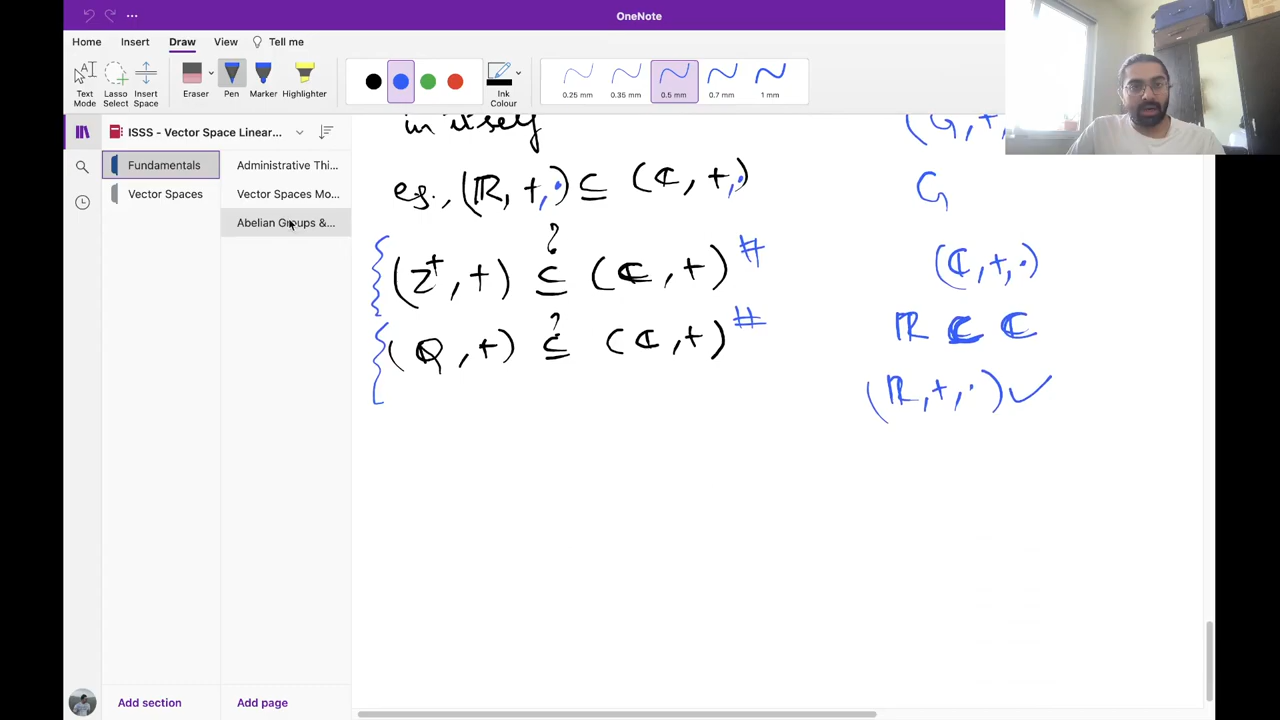 OneNote
Home Insert Draw View Tell me
Text Mode
Lasso Select
Insert Space
Eraser
Pen
Marker
Highlighter
Ink Colour
0.25 mm
0.35 mm
0.5 mm
0.7 mm
1 mm
ISSS - Vector Space Linear...
Fundamentals
Vector Spaces
Administrative Thi...
Vector Spaces Mo...
Abelian Groups &...
in itself
eg., (ℝ, +, ·) ⊆ (ℂ, +, ·)
?
(Z⁺, +) ⊆ (ℂ, +) #
?
(ℚ, +) ⊆ (ℂ, +) #
(G, +,
G
(ℂ, +, ·)
ℝ ⊂ ℂ
(ℝ, +, ·) ✓
Add section
Add page